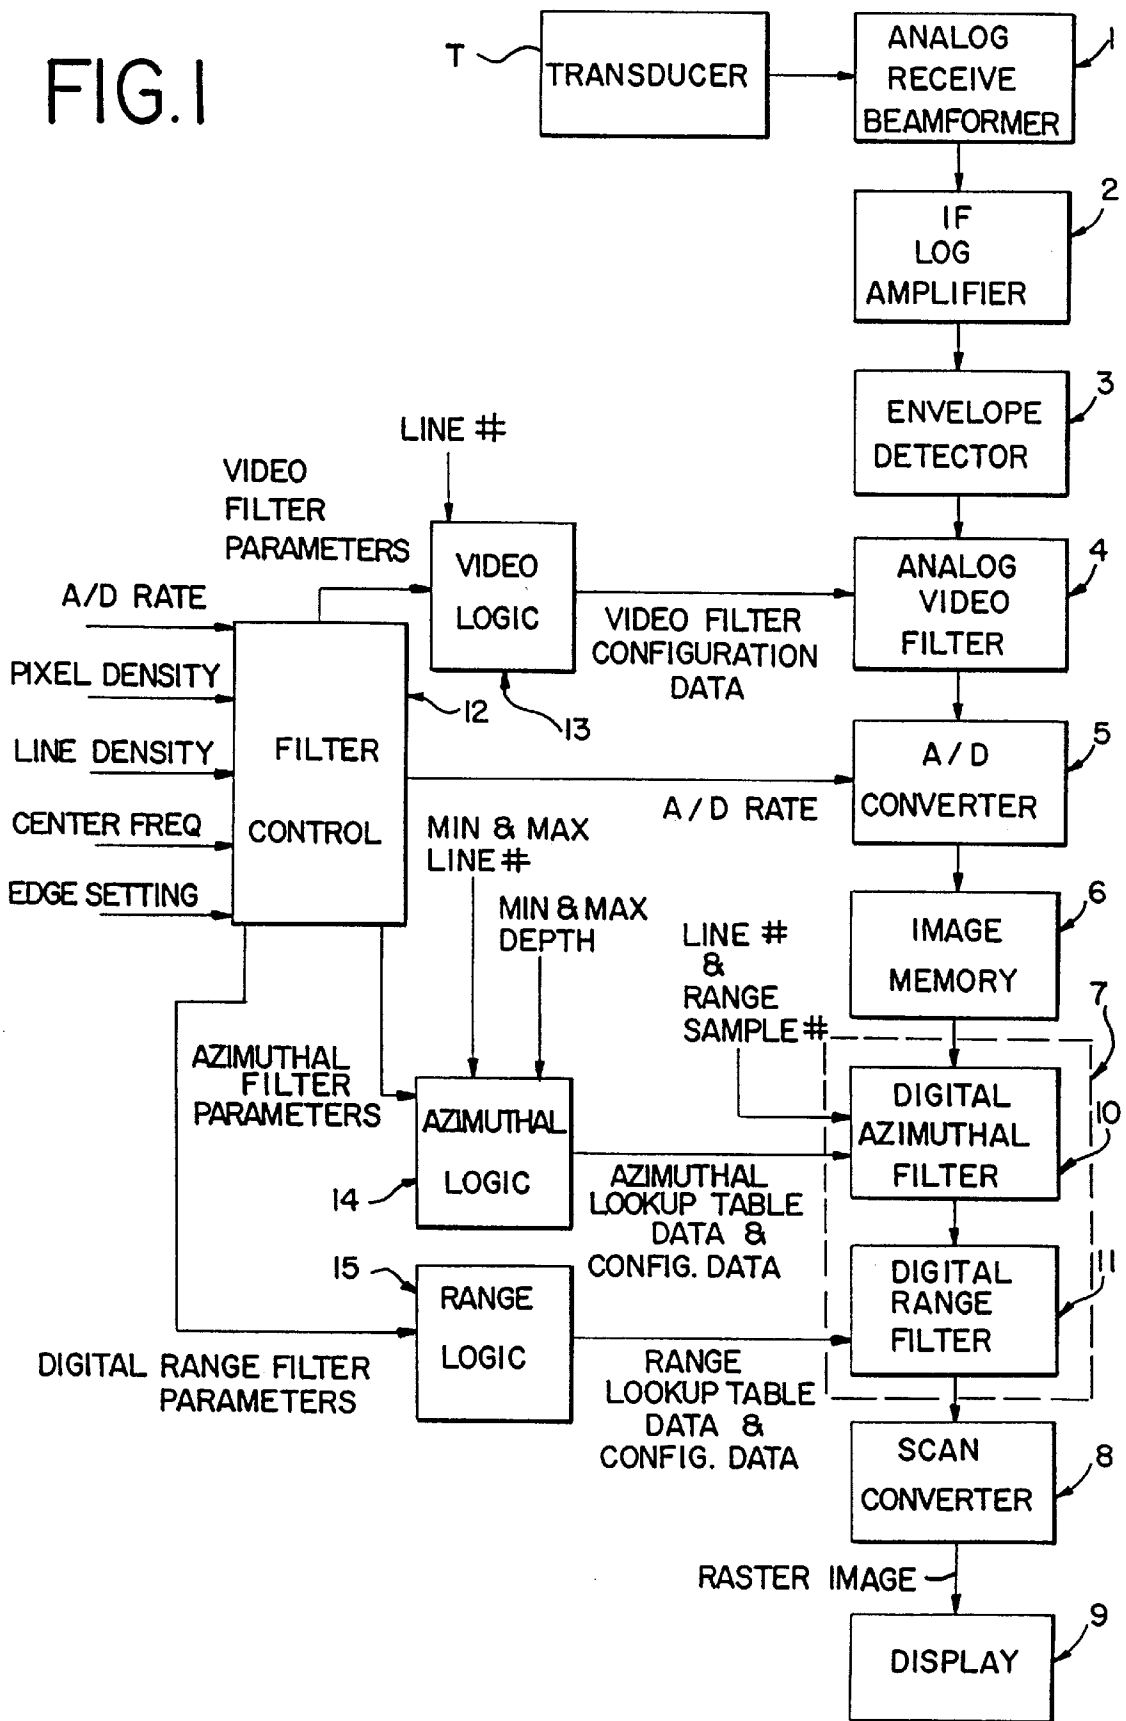 FIG.1
T
TRANSDUCER
ANALOG
RECEIVE
BEAMFORMER
1
IF
LOG
AMPLIFIER
2
ENVELOPE
DETECTOR
3
LINE #
VIDEO
FILTER
PARAMETERS
VIDEO
LOGIC
13
VIDEO FILTER
CONFIGURATION
DATA
ANALOG
VIDEO
FILTER
4
A/D RATE
PIXEL DENSITY
LINE DENSITY
CENTER FREQ
EDGE SETTING
FILTER
CONTROL
12
A/D RATE
A/D
CONVERTER
5
MIN & MAX
LINE #
MIN & MAX
DEPTH
LINE #
&
RANGE
SAMPLE #
IMAGE
MEMORY
6
7
AZIMUTHAL
FILTER
PARAMETERS
AZIMUTHAL
LOGIC
14
AZIMUTHAL
LOOKUP TABLE
DATA &
CONFIG. DATA
DIGITAL
AZIMUTHAL
FILTER
10
15
RANGE
LOGIC
DIGITAL RANGE FILTER
PARAMETERS
RANGE
LOOKUP TABLE
DATA &
CONFIG. DATA
DIGITAL
RANGE
FILTER
11
SCAN
CONVERTER
8
RASTER IMAGE
DISPLAY
9